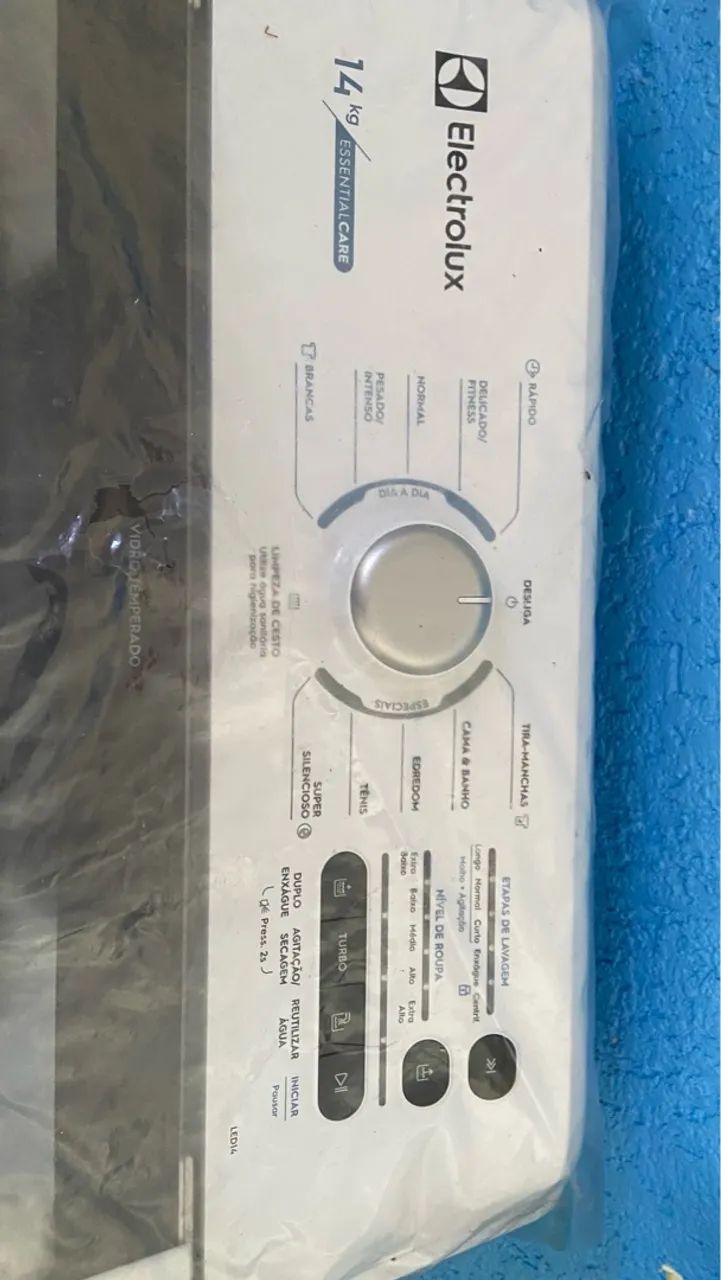 Electrolux
14 kg
ESSENTIALCARE
RÁPIDO
DELICADO/
FITNESS
NORMAL
PESADO/
INTENSO
BRANCAS
DIA A DIA
DESLIGA
LIMPEZA DE CESTO
Utilize água sanitária
para higienização
ESPECIAIS
TIRA-MANCHAS
CAMA & BANHO
EDREDOM
TÊNIS
SUPER
SILENCIOSO
ETAPAS DE LAVAGEM
Longo Normal Curto Enxágue Centrif.
Molho + Agitação
NÍVEL DE ROUPA
Extra
Baixo Baixo Médio Alto Extra
Alto
TURBO
DUPLO
ENXÁGUE
AGITAÇÃO/
SECAGEM
Press. 2s
REUTILIZAR
ÁGUA
INICIAR
Pausar
LED14
VIDRO TEMPERADO